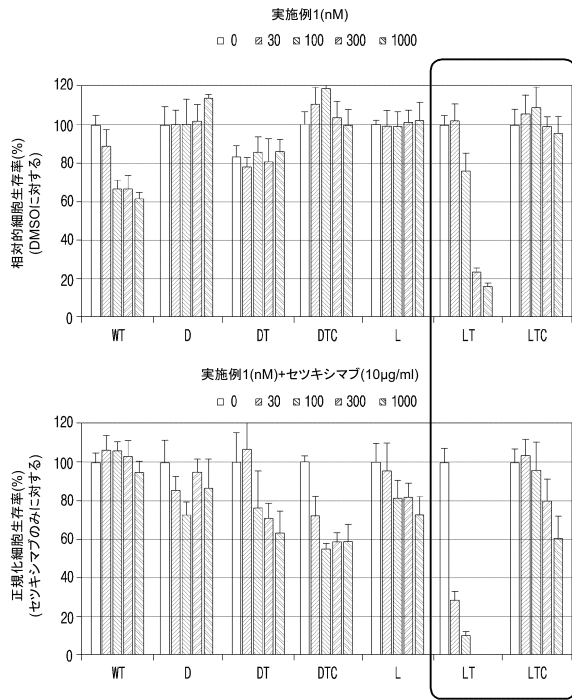 実施例1(nM)
□ 0 30 100 300 1000
相対的細胞生存率(%)
(DMSOに対する)
120
100
80
60
40
20
0
WT D DT DTC L LT LTC
実施例1(nM)+セツキシマブ(10μg/ml)
□ 0 30 100 300 1000
正規化細胞生存率(%)
(セツキシマブのみに対する)
120
100
80
60
40
20
0
WT D DT DTC L LT LTC